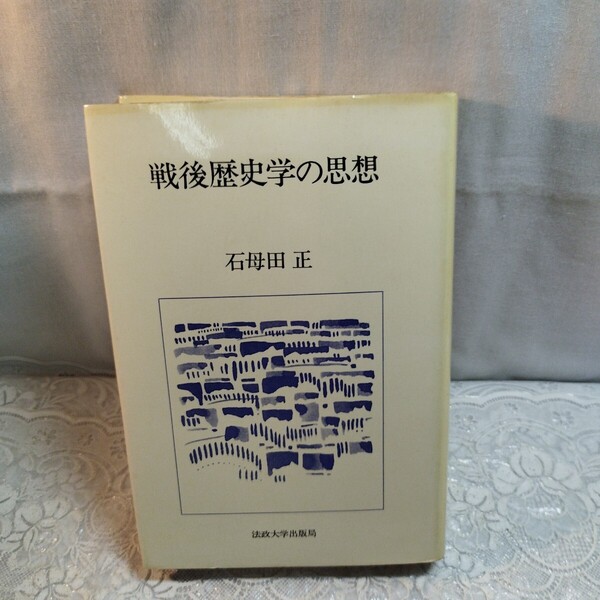 戦後歴史学の思想
石母田 正
法政大学出版局